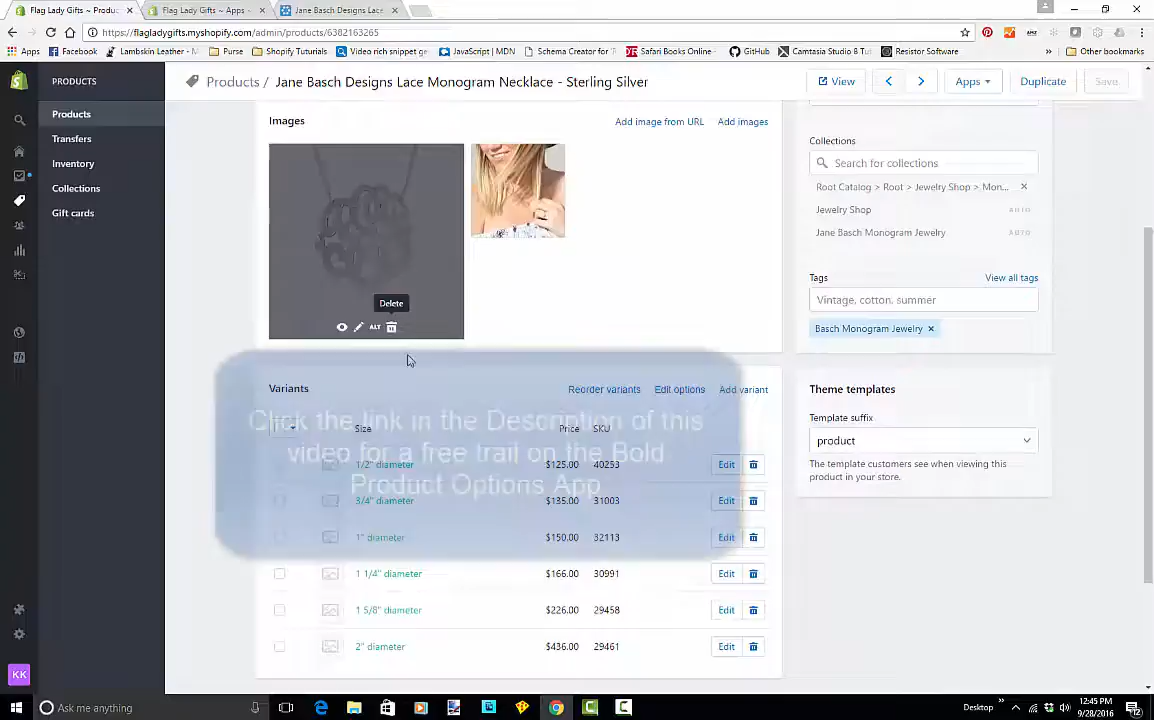 Flag Lady Gifts ~ Produc
Flag Lady Gifts ~ Apps ~
Jane Basch Designs Lace
https://flagladygifts.myshopify.com/admin/products/6382163265
Apps
Facebook
Lambskin Leather - M
Purse
Shopify Tutorials
Video rich snippet ge
JavaScript | MDN
Schema Creator for
Safari Books Online -
GitHub
Camtasia Studio 8 Tut
Resistor Software
Other bookmarks
PRODUCTS
Products / Jane Basch Designs Lace Monogram Necklace - Sterling Silver
View
Apps
Duplicate
Save
Products
Transfers
Inventory
Collections
Gift cards
Images
Add image from URL
Add images
Delete
ALT
Collections
Search for collections
Root Catalog > Root > Jewelry Shop > Mon...
Jewelry Shop AUTO
Jane Basch Monogram Jewelry AUTO
Tags
View all tags
Vintage, cotton, summer
Basch Monogram Jewelry
Variants
Reorder variants
Edit options
Add variant
Click the link in the Description of this
video for a free trail on the Bold
Product Options App
Size Price SKU
1/2" diameter $125.00 40253 Edit
3/4" diameter $135.00 31003 Edit
1" diameter $150.00 32113 Edit
1 1/4" diameter $166.00 30991 Edit
1 5/8" diameter $226.00 29458 Edit
2" diameter $436.00 29461 Edit
Theme templates
Template suffix
product
The template customers see when viewing this
product in your store.
KK
Ask me anything
Desktop
12:45 PM
9/28/2016